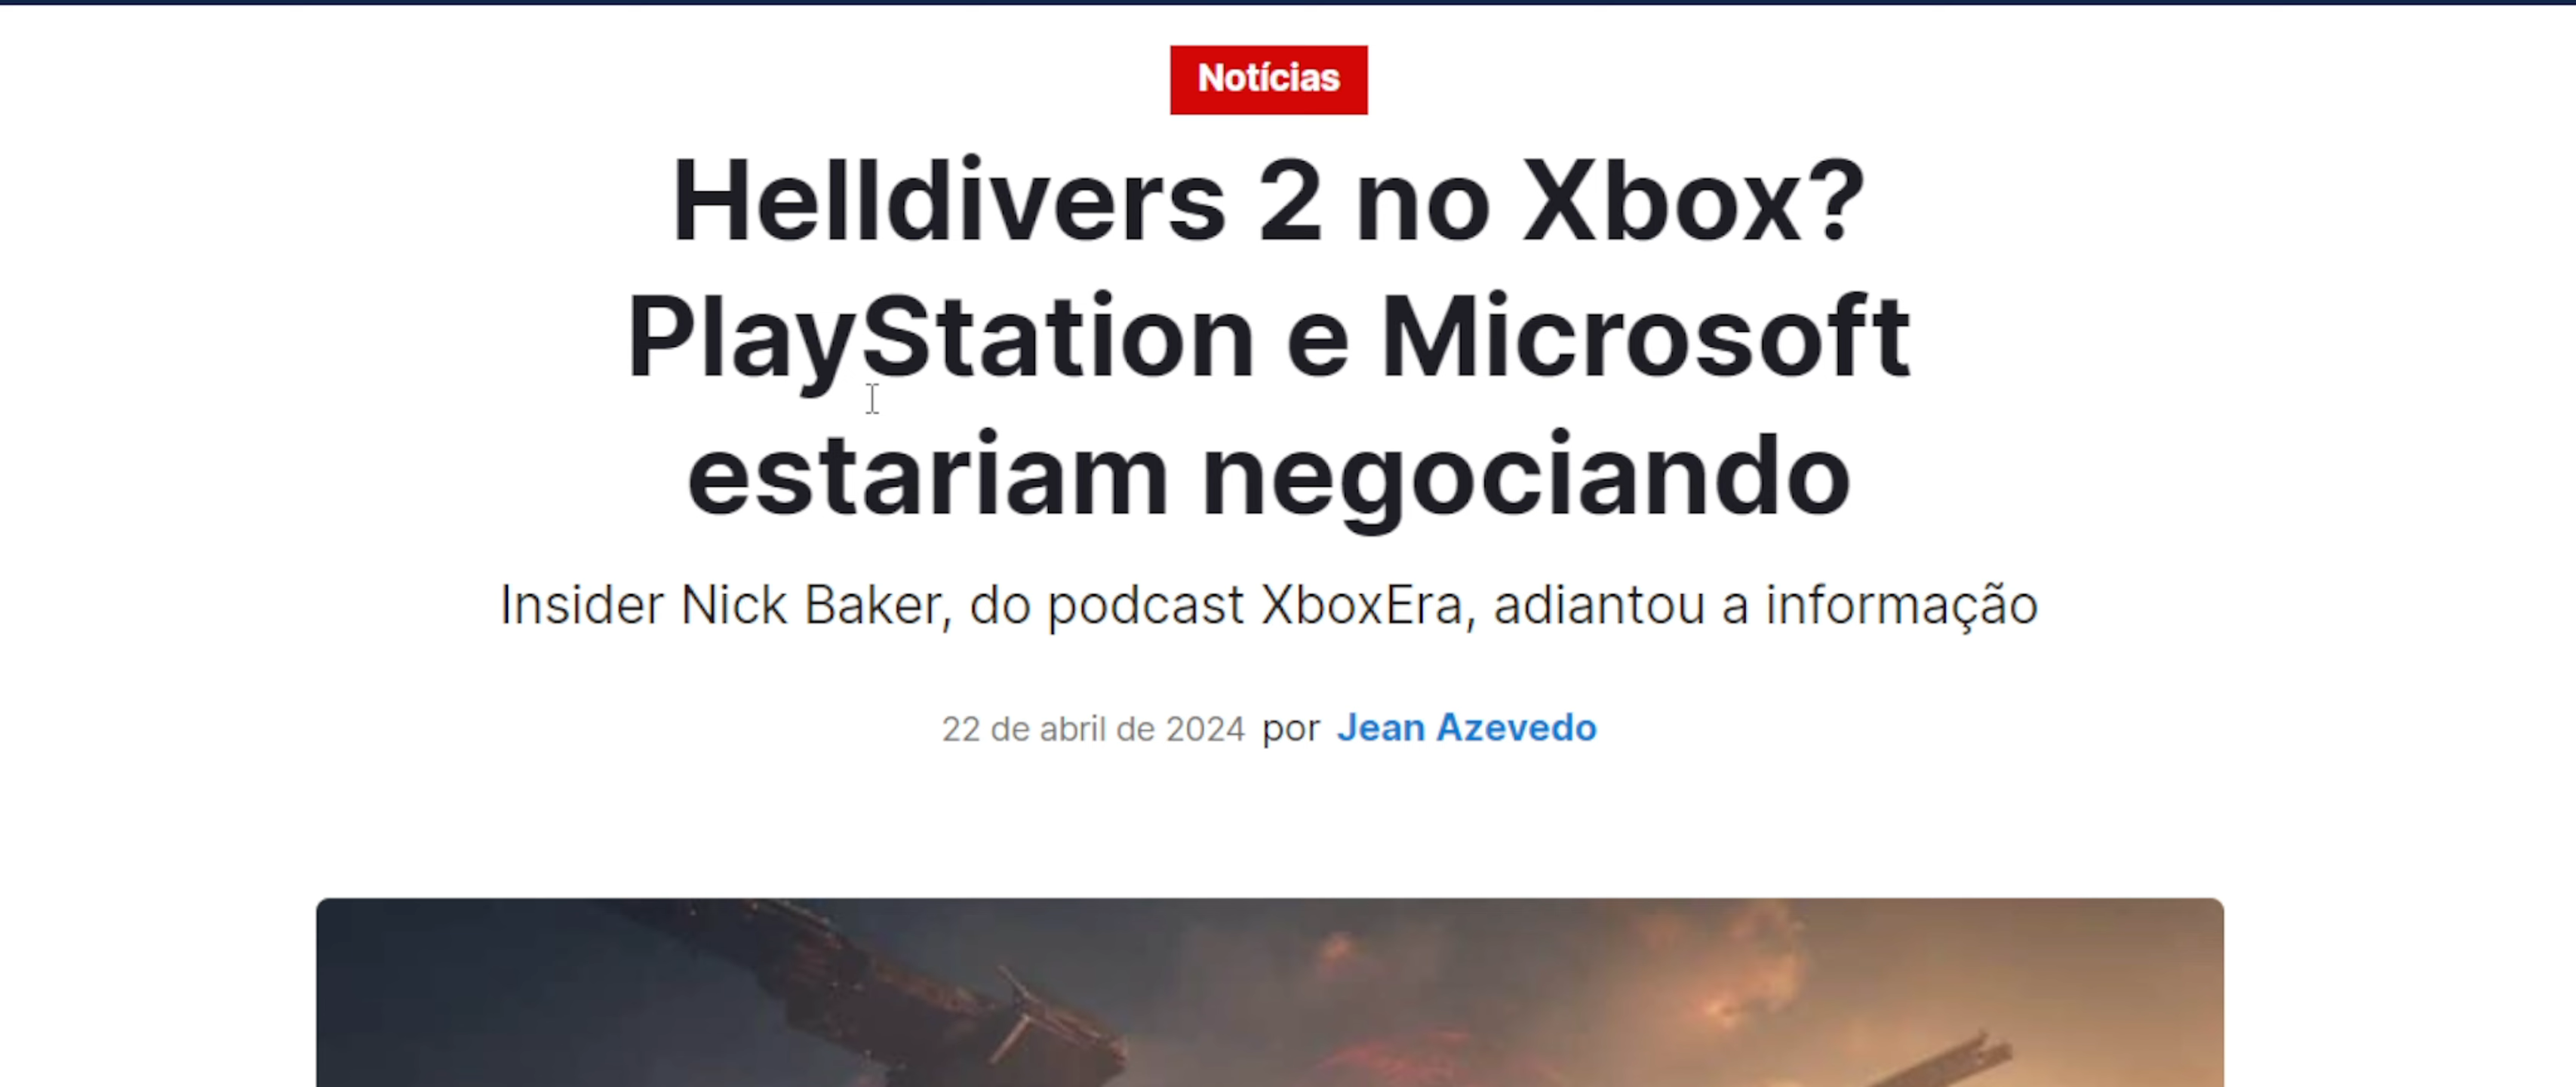 Notícias
Helldivers 2 no Xbox?
PlayStation e Microsoft
estariam negociando
Insider Nick Baker, do podcast XboxEra, adiantou a informação
22 de abril de 2024 por Jean Azevedo